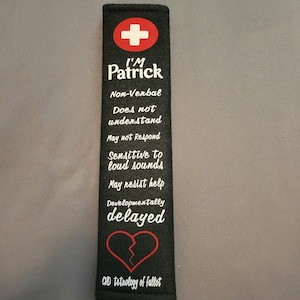 I'M
Patrick
Non-Verbal
Does not
understand
May not Respond
Sensitive to
loud sounds
May resist help
Developmentally
delayed
CHD tetrology of fallot